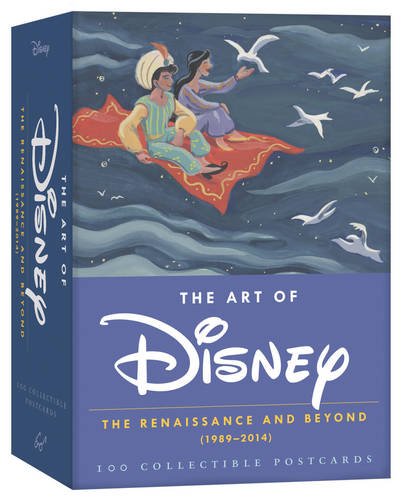 Disney
THE ART OF
Disney
THE RENAISSANCE AND BEYOND
(1989–2014)
100 COLLECTIBLE
POSTCARDS
THE ART OF
Disney
THE RENAISSANCE AND BEYOND
(1989–2014)
100 COLLECTIBLE POSTCARDS